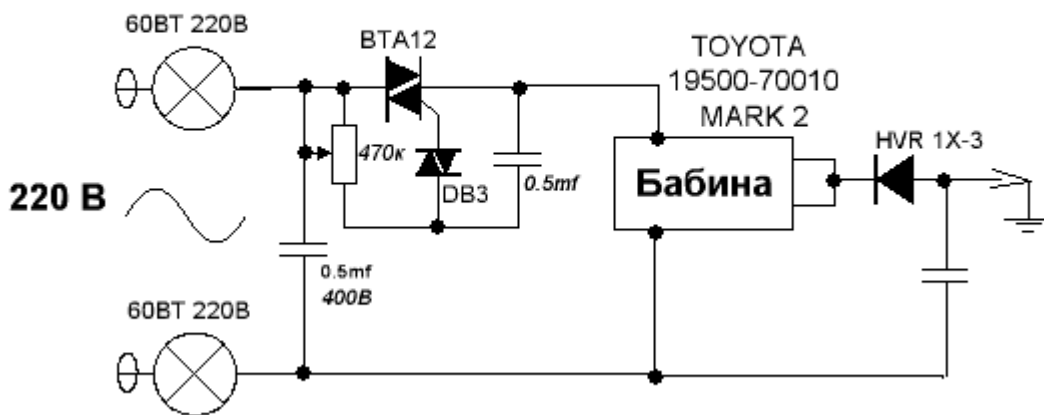 60ВТ 220В
BTA12
TOYOTA
19500-70010
MARK 2
HVR 1X-3
470к
DB3
0.5mf
Бабина
220 В
0.5mf
400В
60ВТ 220В